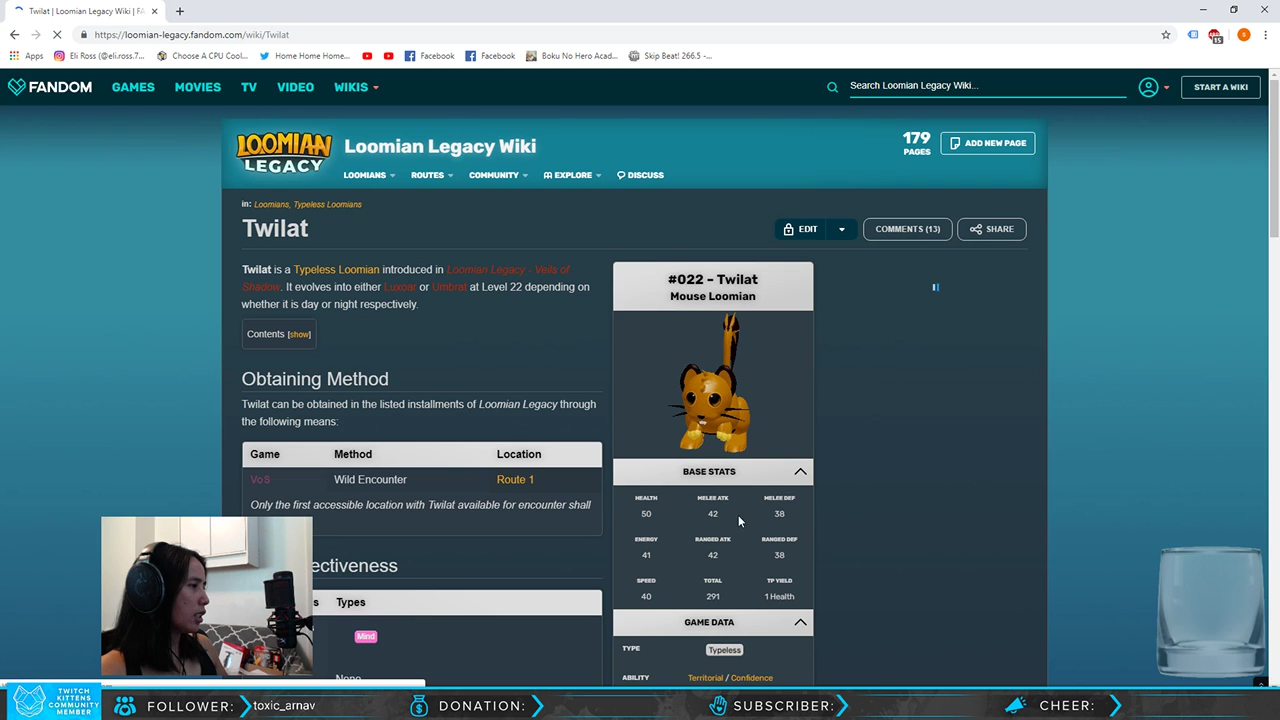 Twilat | Loomian Legacy Wiki | FA
https://loomian-legacy.fandom.com/wiki/Twilat
15
S
Apps
Instagram Eli Ross (@eli.ross.7...
Choose A CPU Cool...
Home Home Home...
Facebook
Facebook
Boku No Hero Acad...
Skip Beat! 266.5 - ...
FANDOM
GAMES
MOVIES
TV
VIDEO
WIKIS
Search Loomian Legacy Wiki...
START A WIKI
LOOMIAN
LEGACY
Loomian Legacy Wiki
179
PAGES
ADD NEW PAGE
LOOMIANS
ROUTES
COMMUNITY
EXPLORE
DISCUSS
in: Loomians, Typeless Loomians
Twilat
EDIT
COMMENTS (13)
SHARE
Twilat is a Typeless Loomian introduced in Loomian Legacy - Veils of
Shadow. It evolves into either Luxoar or Umbrat at Level 22 depending on
whether it is day or night respectively.
Contents [show]
Obtaining Method
Twilat can be obtained in the listed installments of Loomian Legacy through
the following means:
Game Method Location
VoS Wild Encounter Route 1
Only the first accessible location with Twilat available for encounter shall
ectiveness
s Types
Mind
None
#022 – Twilat
Mouse Loomian
BASE STATS
HEALTH MELEE ATK MELEE DEF
50 42 38
ENERGY RANGED ATK RANGED DEF
41 42 38
SPEED TOTAL TP YIELD
40 291 1 Health
GAME DATA
TYPE Typeless
ABILITY Territorial / Confidence
TWITCH
KITTENS
COMMUNITY
MEMBER
FOLLOWER: toxic_arnav
DONATION:
SUBSCRIBER:
CHEER: